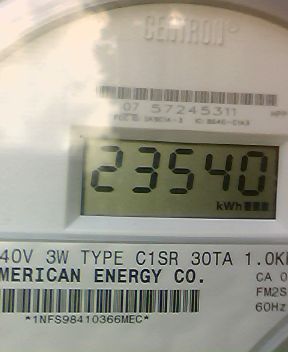 CENTRON®
07 57245311
23540
kWh
40V 3W TYPE C1SR 30TA 1.0K
MERICAN ENERGY CO.
CA 0
FM2S
60Hz
*1NFS98410366MEC*